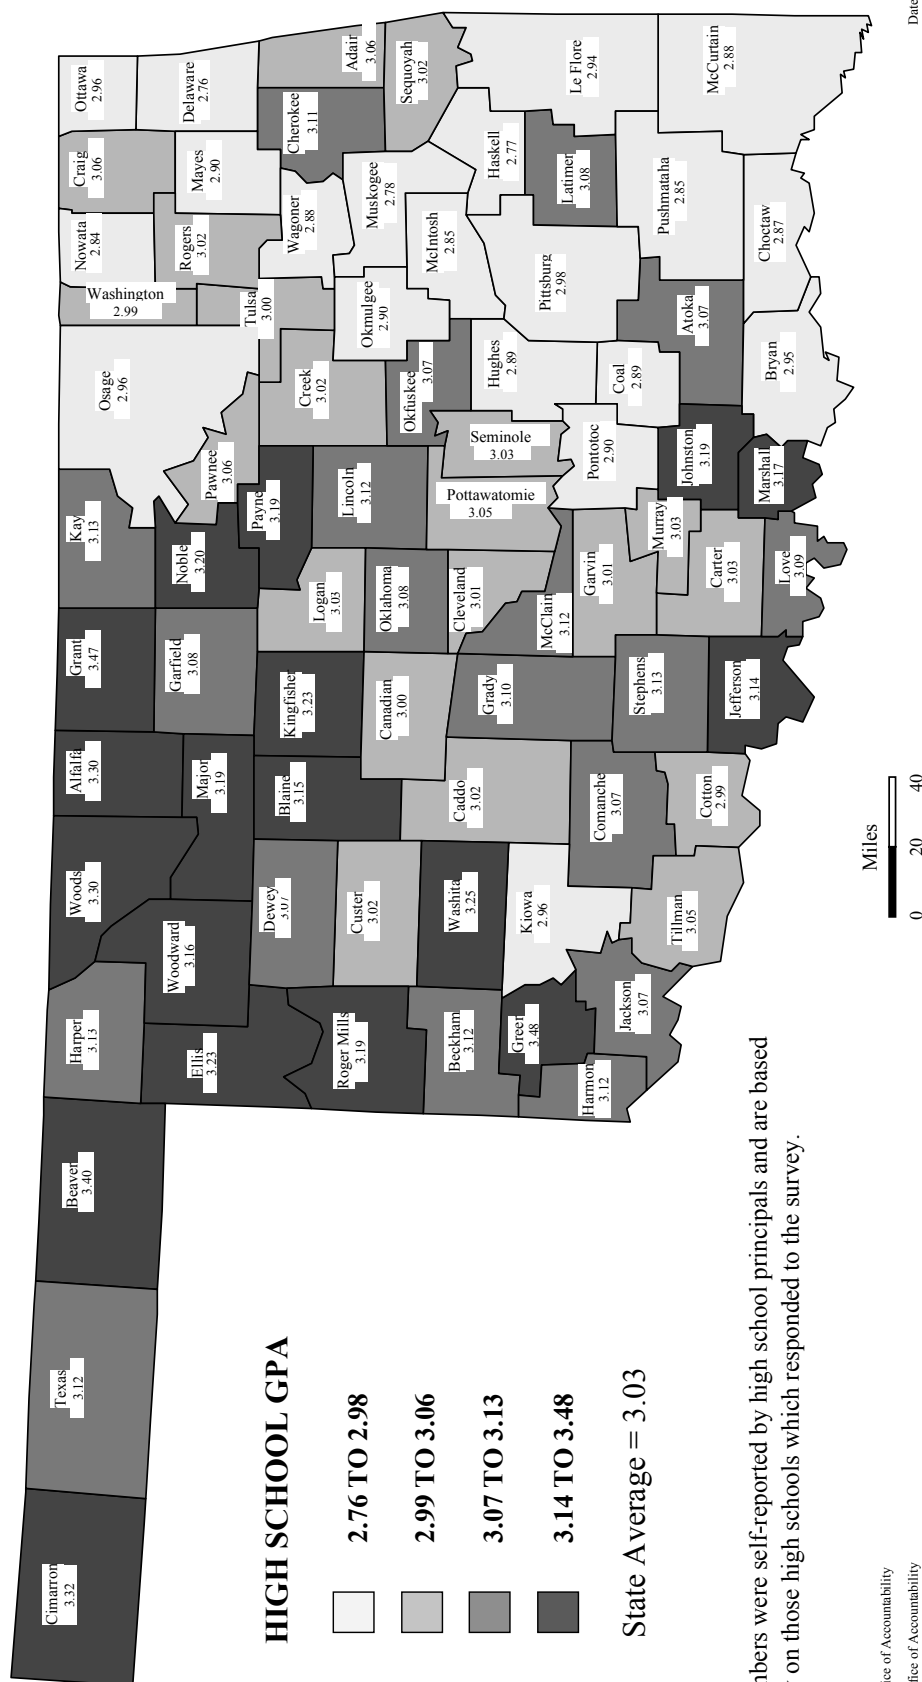 Cimarron
3.32
Texas
3.12
Beaver
3.40
Harper
3.13
Woods
3.30
Alfalfa
3.30
Grant
3.47
Kay
3.13
Osage
2.96
Washington
2.99
Nowata
2.84
Craig
3.06
Ottawa
2.96
Ellis
3.23
Woodward
3.16
Major
3.19
Garfield
3.08
Noble
3.20
Pawnee
3.06
Rogers
3.02
Mayes
2.90
Delaware
2.76
Dewey
3.07
Blaine
3.15
Kingfisher
3.23
Logan
3.03
Payne
3.19
Creek
3.02
Tulsa
3.00
Wagoner
2.88
Cherokee
3.11
Adair
3.06
Roger Mills
3.19
Custer
3.02
Canadian
3.00
Oklahoma
3.08
Lincoln
3.12
Okfuskee
3.07
Okmulgee
2.90
Muskogee
2.78
Sequoyah
3.02
Beckham
3.12
Washita
3.25
Caddo
3.02
Grady
3.10
Cleveland
3.01
Pottawatomie
3.05
Seminole
3.03
Hughes
2.89
McIntosh
2.85
Haskell
2.77
Greer
3.48
Kiowa
2.96
McClain
3.12
Garvin
3.01
Pontotoc
2.90
Coal
2.89
Pittsburg
2.98
Latimer
3.08
Le Flore
2.94
Harmon
3.12
Jackson
3.07
Comanche
3.07
Stephens
3.13
Murray
3.03
Johnston
3.19
Atoka
3.07
Pushmataha
2.85
McCurtain
2.88
Tillman
3.05
Cotton
2.99
Jefferson
3.14
Carter
3.03
Love
3.09
Marshall
3.17
Bryan
2.95
Choctaw
2.87
HIGH SCHOOL GPA
2.76 TO 2.98
2.99 TO 3.06
3.07 TO 3.13
3.14 TO 3.48
State Average = 3.03
were self-reported by high school principals and are based
on those high schools which responded to the survey.
Miles
0 20 40
of Accountability
of Accountability
Date